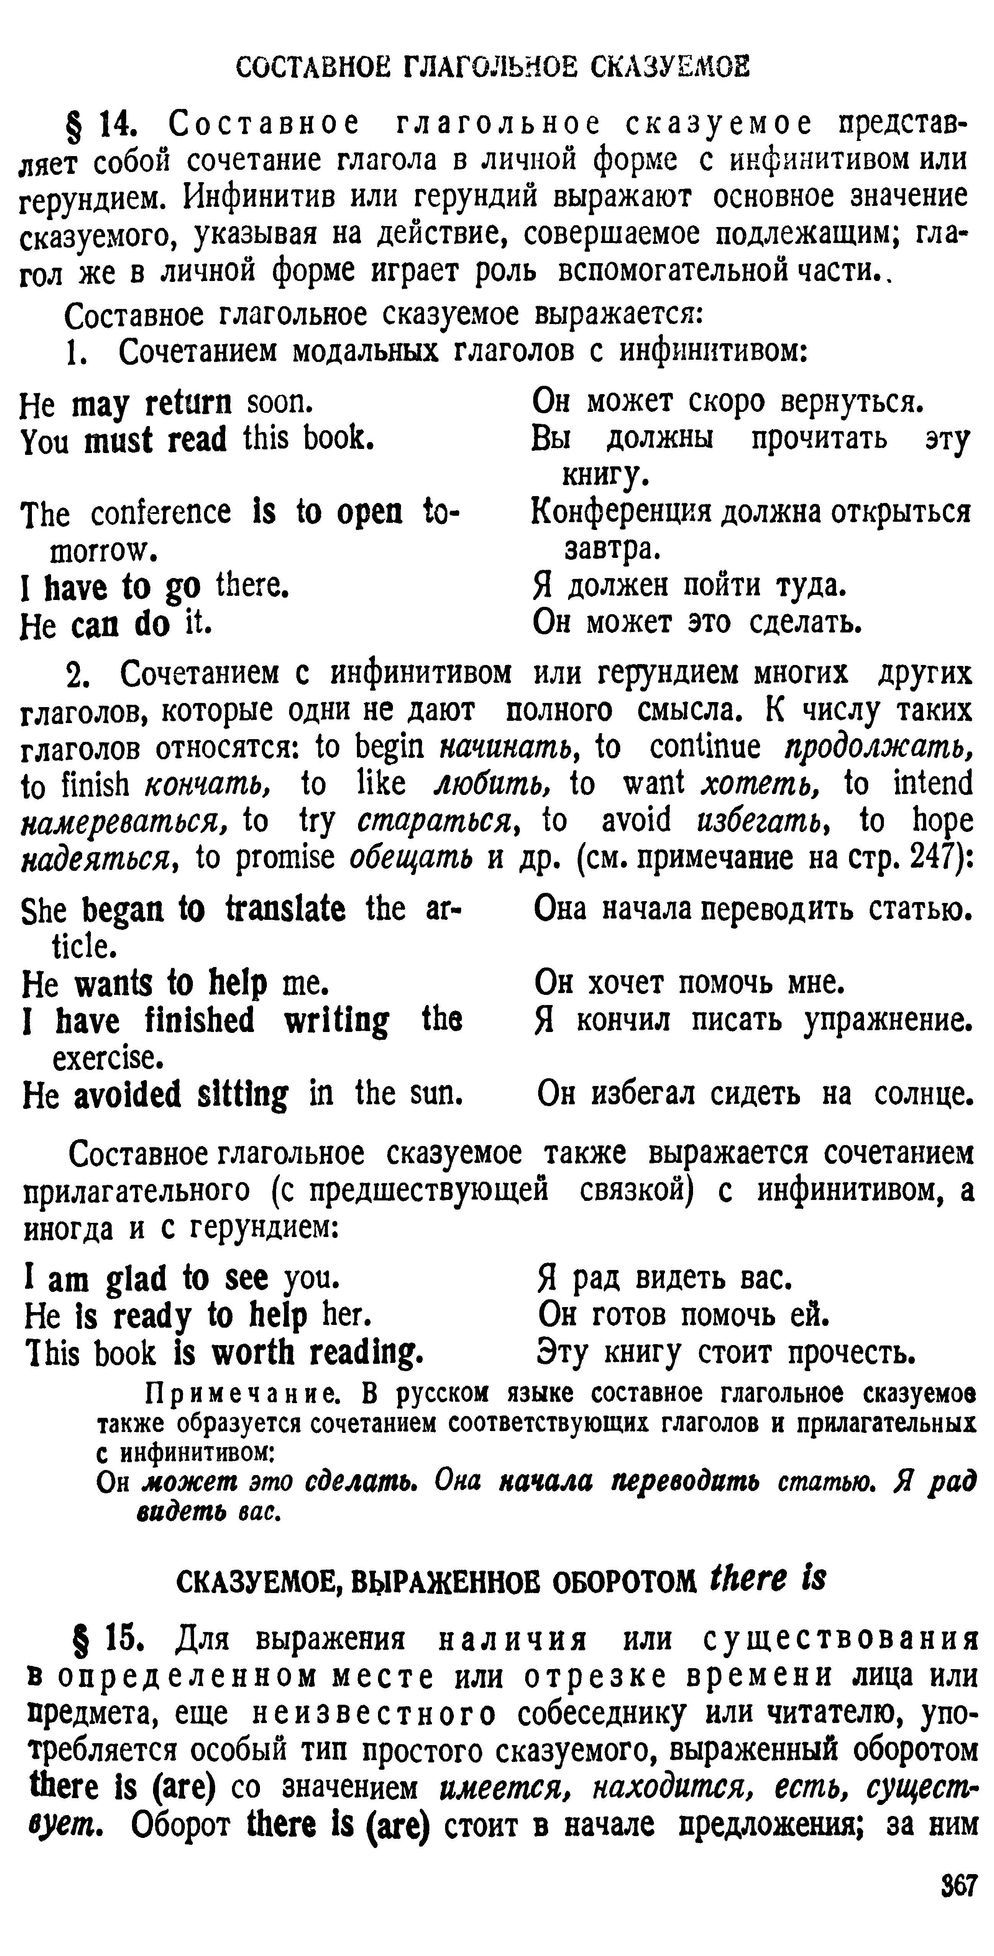 СОСТАВНОЕ ГЛАГОЛЬНОЕ СКАЗУЕМОЕ
§ 14. Составное глагольное сказуемое представ-
ляет собой сочетание глагола в личной форме с инфинитивом или
герундием. Инфинитив или герундий выражают основное значение
сказуемого, указывая на действие, совершаемое подлежащим; гла-
гол же в личной форме играет роль вспомогательной части..
Составное глагольное сказуемое выражается:
1. Сочетанием модальных глаголов с инфинитивом:
He may return soon. Он может скоро вернуться.
You must read this book. Вы должны прочитать эту
книгу.
The conference is to open to- Конференция должна открыться
morrow. завтра.
I have to go there. Я должен пойти туда.
He can do it. Он может это сделать.
2. Сочетанием с инфинитивом или герундием многих других
глаголов, которые одни не дают полного смысла. К числу таких
глаголов относятся: to begin начинать, to continue продолжать,
to finish кончать, to like любить, to want хотеть, to intend
намереваться, to try стараться, to avoid избегать, to hope
надеяться, to promise обещать и др. (см. примечание на стр. 247):
She began to translate the ar- Она начала переводить статью.
ticle.
He wants to help me. Он хочет помочь мне.
I have finished writing the Я кончил писать упражнение.
exercise.
He avoided sitting in the sun. Он избегал сидеть на солнце.
Составное глагольное сказуемое также выражается сочетанием
прилагательного (с предшествующей связкой) с инфинитивом, а
иногда и с герундием:
I am glad to see you. Я рад видеть вас.
He is ready to help her. Он готов помочь ей.
This book is worth reading. Эту книгу стоит прочесть.
Примечание. В русском языке составное глагольное сказуемое
также образуется сочетанием соответствующих глаголов и прилагательных
с инфинитивом:
Он может это сделать. Она начала переводить статью. Я рад
видеть вас.
СКАЗУЕМОЕ, ВЫРАЖЕННОЕ ОБОРОТОМ there is
§ 15. Для выражения наличия или существования
в определенном месте или отрезке времени лица или
предмета, еще неизвестного собеседнику или читателю, упо-
требляется особый тип простого сказуемого, выраженный оборотом
there is (are) со значением имеется, находится, есть, сущест-
вует. Оборот there is (are) стоит в начале предложения; за ним
367